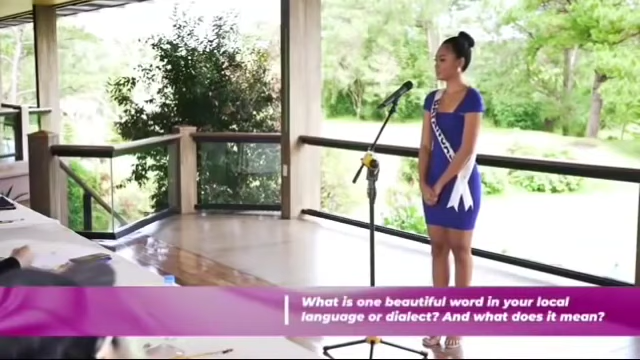 What is one beautiful word in your local
language or dialect? And what does it mean?